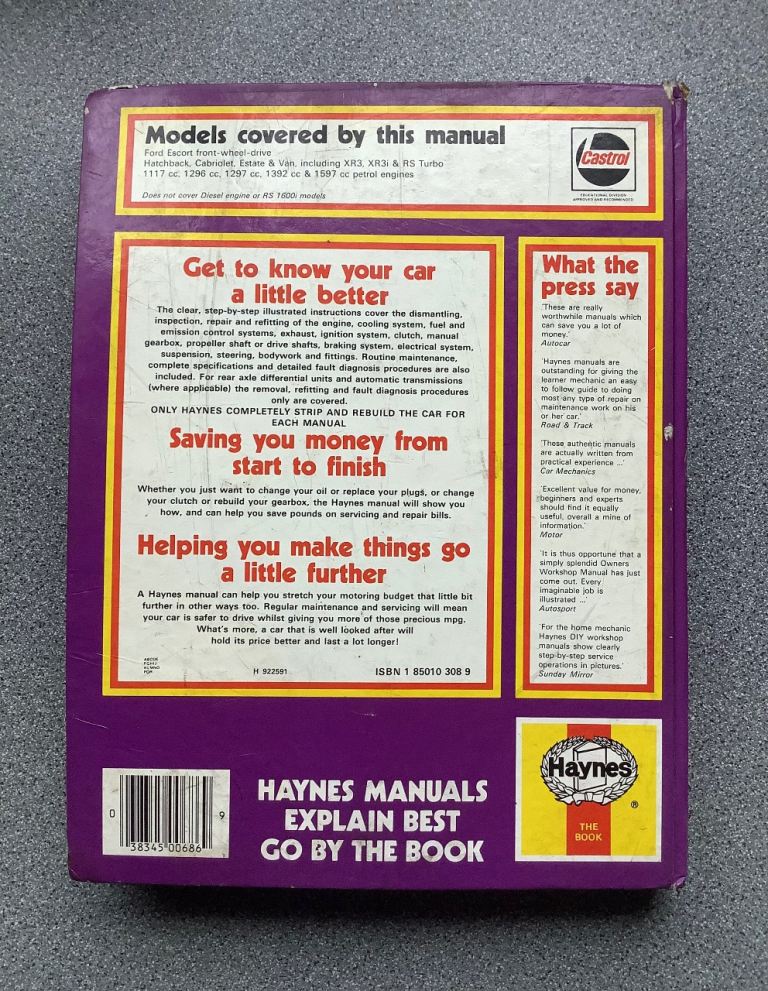 Models covered by this manual
Ford Escort front-wheel-drive
Hatchback, Cabriolet, Estate & Van, including XR3, XR3i & RS Turbo
1117 cc, 1296 cc, 1297 cc, 1392 cc & 1597 cc petrol engines
Does not cover Diesel engine or RS 1600i models
Castrol
EDUCATIONAL DIVISION
APPROVED AND RECOMMENDED
Get to know your car
a little better
The clear, step-by-step illustrated instructions cover the dismantling,
inspection, repair and refitting of the engine, cooling system, fuel and
emission control systems, exhaust, ignition system, clutch, manual
gearbox, propeller shaft or drive shafts, braking system, electrical system,
suspension, steering, bodywork and fittings. Routine maintenance,
complete specifications and detailed fault diagnosis procedures are also
included. For rear axle differential units and automatic transmissions
(where applicable) the removal, refitting and fault diagnosis procedures
only are covered.
ONLY HAYNES COMPLETELY STRIP AND REBUILD THE CAR FOR
EACH MANUAL
Saving you money from
start to finish
Whether you just want to change your oil or replace your plugs, or change
your clutch or rebuild your gearbox, the Haynes manual will show you
how, and can help you save pounds on servicing and repair bills.
Helping you make things go
a little further
A Haynes manual can help you stretch your motoring budget that little bit
further in other ways too. Regular maintenance and servicing will mean
your car is safer to drive whilst giving you more of those precious mpg.
What's more, a car that is well looked after will
hold its price better and last a lot longer!
H 922591
ISBN 1 85010 308 9
What the
press say
'These are really
worthwhile manuals which
can save you a lot of
money.'
Autocar
'Haynes manuals are
outstanding for giving the
learner mechanic an easy
to follow guide to doing
most any type of repair on
maintenance work on his
or her car.'
Road & Track
'These authentic manuals
are actually written from
practical experience ...'
Car Mechanics
'Excellent value for money,
beginners and experts
should find it equally
useful, overall a mine of
information.'
Motor
'It is thus opportune that a
simply splendid Owners
Workshop Manual has just
come out. Every
imaginable job is
illustrated ...'
Autosport
'For the home mechanic
Haynes DIY workshop
manuals show clearly
step-by-step service
operations in pictures.'
Sunday Mirror
0 38345 00686 9
HAYNES MANUALS
EXPLAIN BEST
GO BY THE BOOK
Haynes
®
THE
BOOK